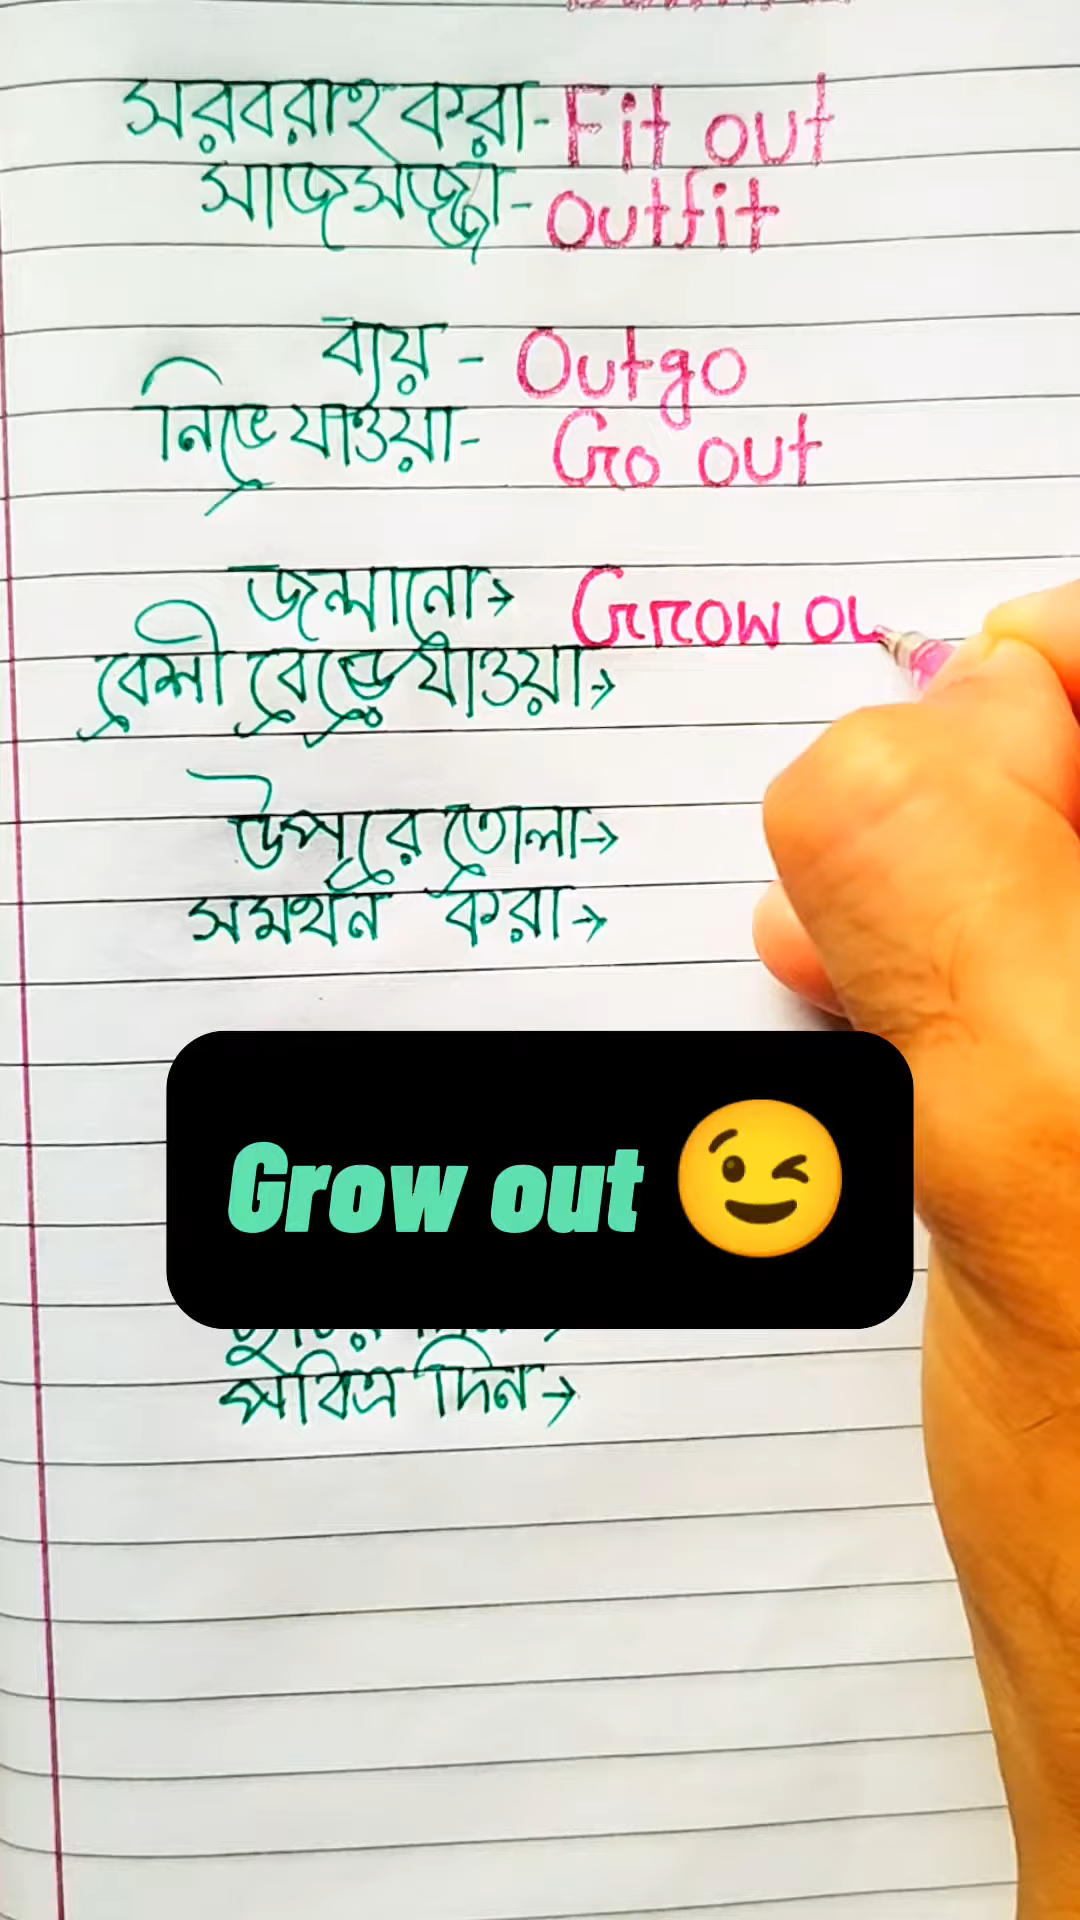 সরবরাহ করা- Fit out
সাজসজ্জা- Outfit
ব্যয় - Outgo
নিভে যাওয়া- Go out
জন্মানো→ Grow ou
বেশী বেড়ে যাওয়া→
উপরে তোলা→
সমর্থন করা→
Grow out 😉
পবিত্র দিন→